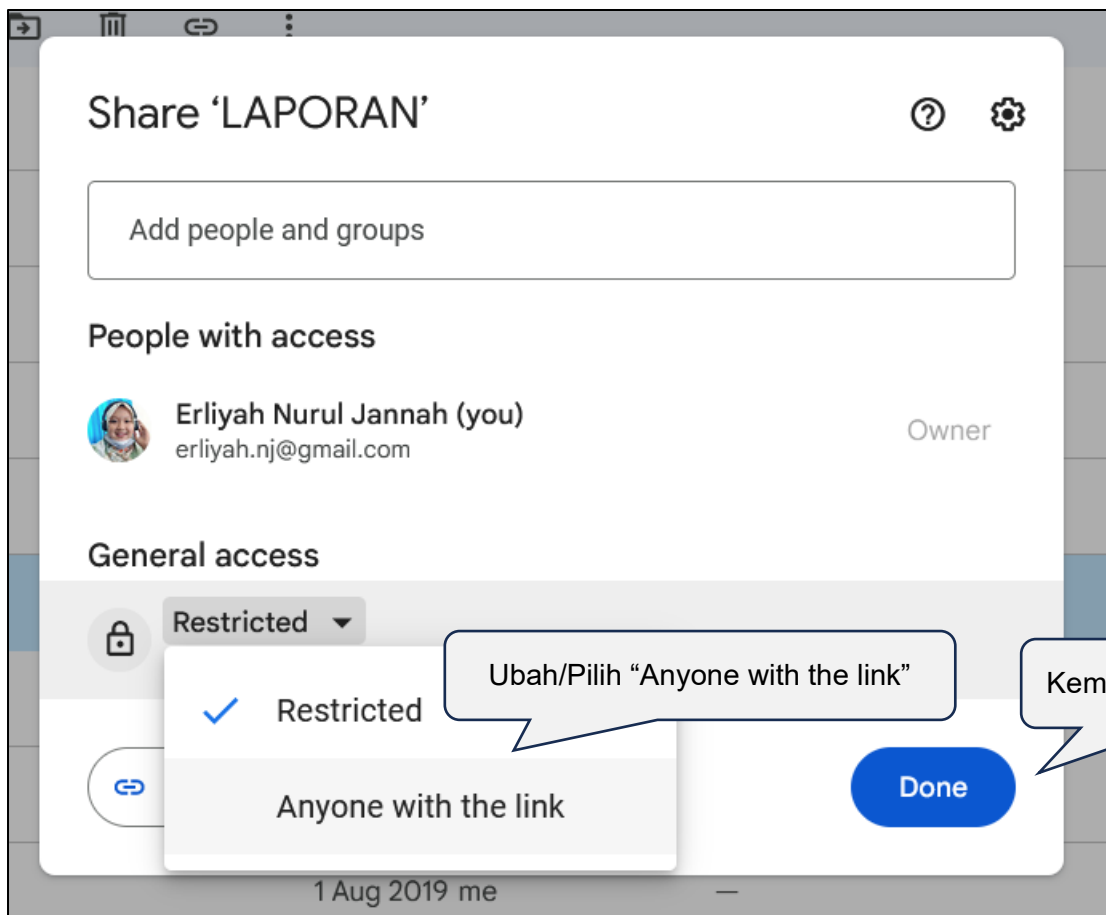 Share ‘LAPORAN’
Add people and groups
People with access
Erliyah Nurul Jannah (you)
erliyah.nj@gmail.com
Owner
General access
Restricted
Ubah/Pilih “Anyone with the link”
Kem
Restricted
Anyone with the link
Done
1 Aug 2019 me —